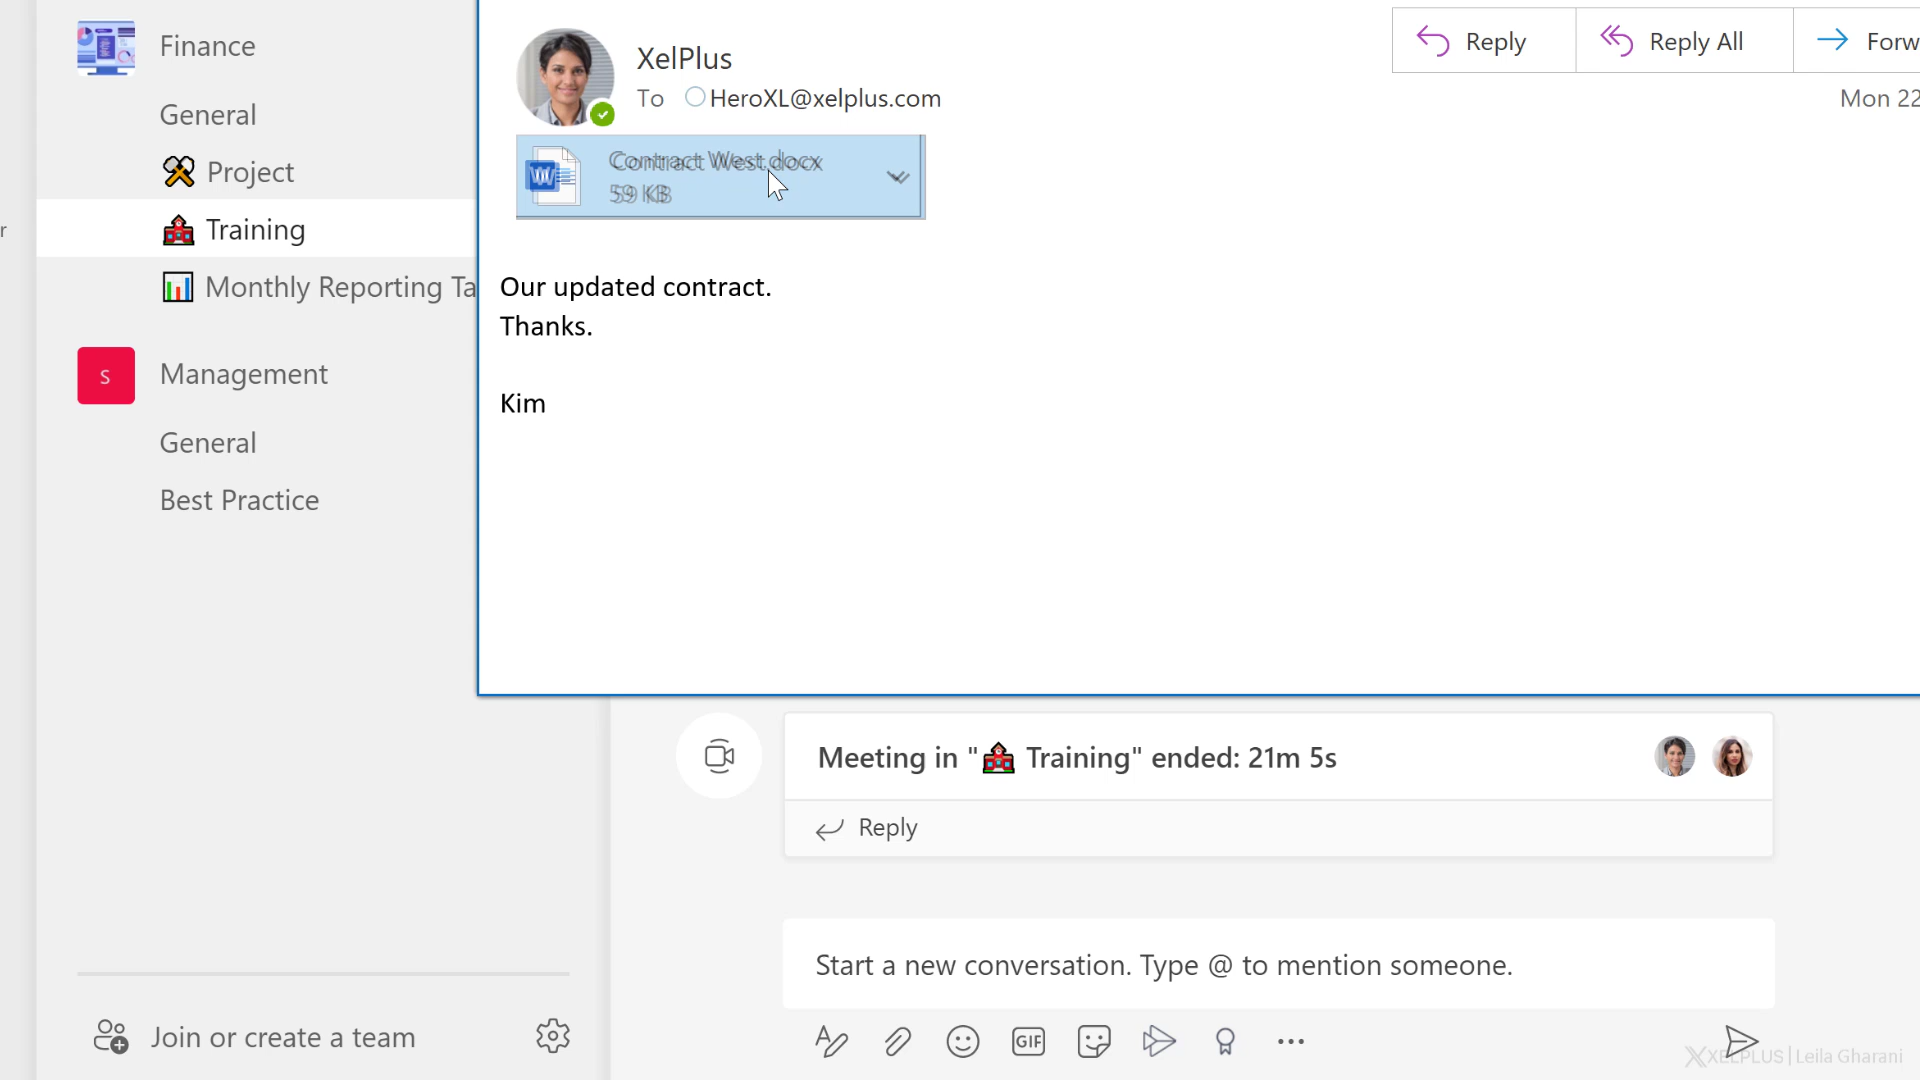 Finance
General
Project
Training
Monthly Reporting Ta
S
Management
General
Best Practice
Join or create a team
r
XelPlus
To HeroXL@xelplus.com
Reply
Reply All
Forw
Mon 22
Contract West.docx
59 KB
Our updated contract.
Thanks.
Kim
Meeting in " Training" ended: 21m 5s
Reply
Start a new conversation. Type @ to mention someone.
GIF
XELPLUS | Leila Gharani